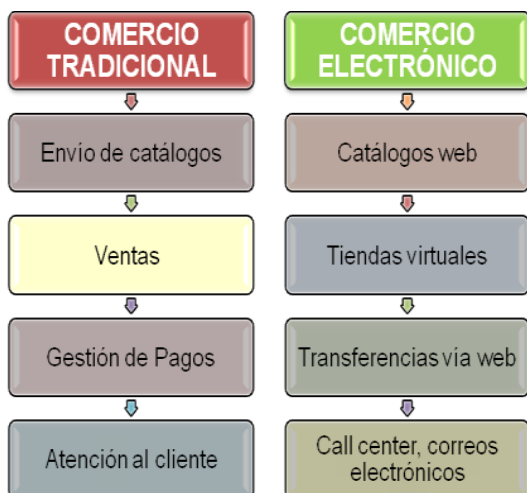 COMERCIO
TRADICIONAL
Envío de catálogos
Ventas
Gestión de Pagos
Atención al cliente
COMERCIO
ELECTRÓNICO
Catálogos web
Tiendas virtuales
Transferencias vía web
Call center, correos
electrónicos